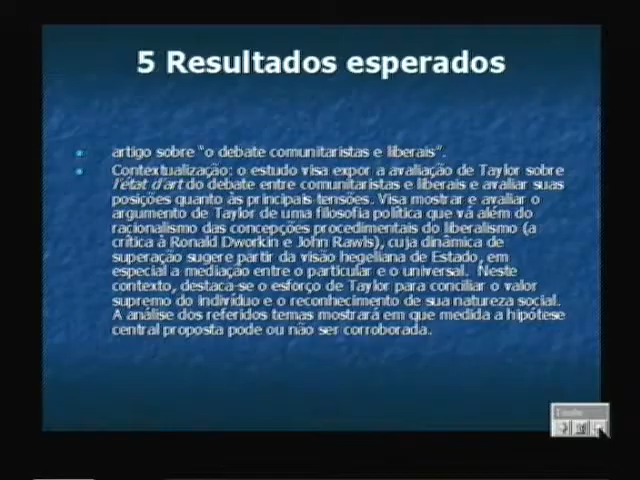 5 Resultados esperados
artigo sobre "o debate comunitaristas e liberais".
Contextualização: o estudo visa expor a avaliação de Taylor sobre
l'état d'art do debate entre comunitaristas e liberais e avaliar suas
posições quanto às principais tensões. Visa mostrar e avaliar o
argumento de Taylor de uma filosofia política que vá além do
racionalismo das concepções procedimentais do liberalismo (a
crítica à Ronald Dworkin e John Rawls), cuja dinâmica de
superação sugere partir da visão hegeliana de Estado, em
especial a mediação entre o particular e o universal. Neste
contexto, destaca-se o esforço de Taylor para conciliar o valor
supremo do indivíduo e o reconhecimento de sua natureza social.
A análise dos referidos temas mostrará em que medida a hipótese
central proposta pode ou não ser corroborada.